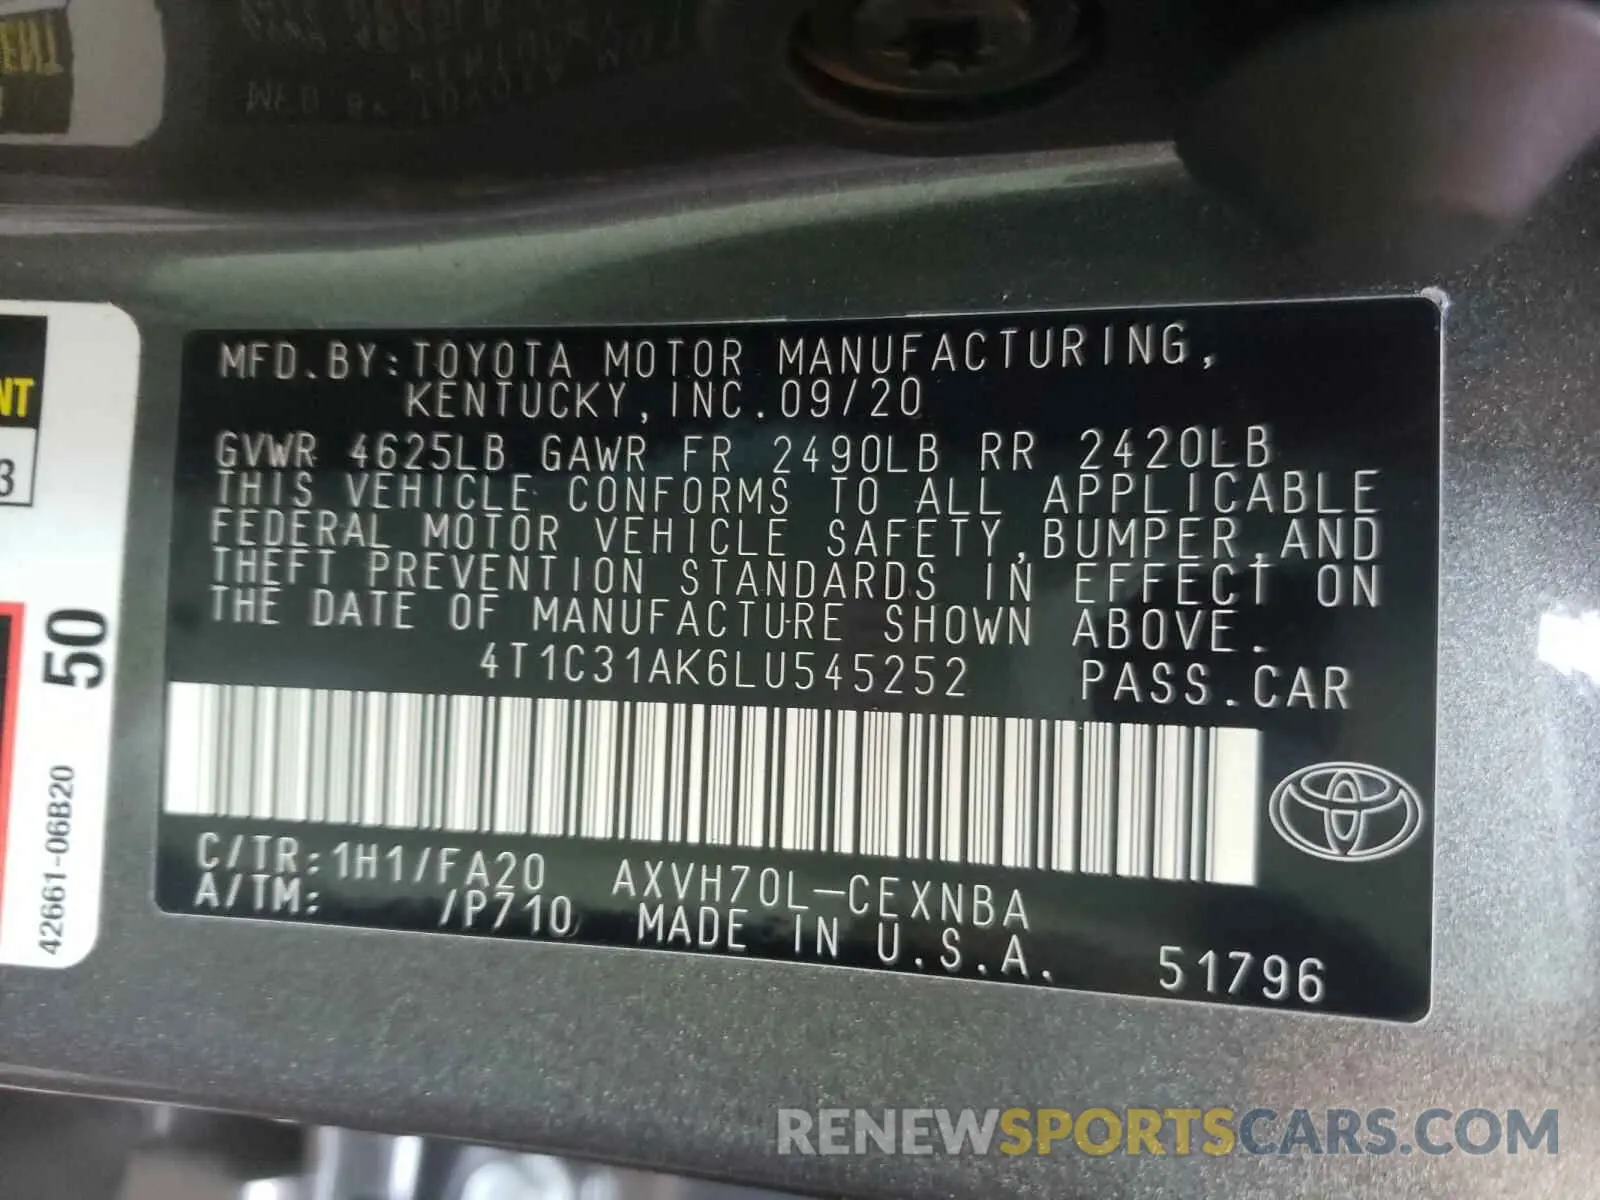 MFD.BY:TOYOTA MOTOR MANUFACTURING,
KENTUCKY, INC. 09/20
GVWR 4625LB GAWR FR 2490LB RR 2420LB
THIS VEHICLE CONFORMS TO ALL APPLICABLE
FEDERAL MOTOR VEHICLE SAFETY, BUMPER, AND
THEFT PREVENTION STANDARDS IN EFFECT ON
THE DATE OF MANUFACTURE SHOWN ABOVE.
4T1C31AK6LU545252 PASS.CAR
C/TR:1H1/FA20 AXVH70L-CEXNBA
A/TM: /P710 MADE IN U.S.A. 51796
NT
3
50
42661-06B20
RENEWSPORTSCARS.COM